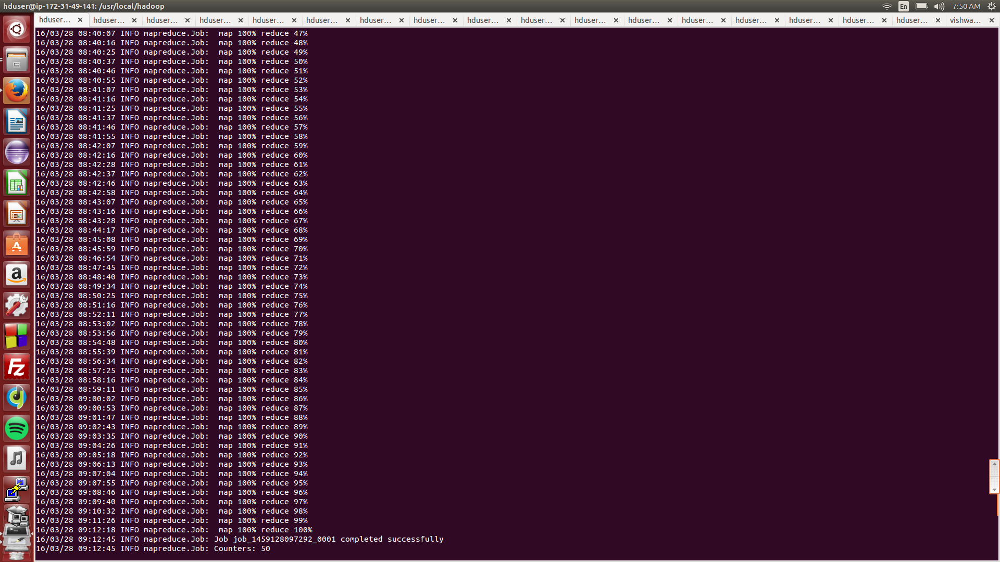 hduser@ip-172-31-49-141: /usr/local/hadoop
En
7:50 AM
hduser... × hduser... × hduser... × hduser... × hduser... × hduser... × hduser... × hduser... × hduser... × hduser... × hduser... × hduser... × hduser... × hduser... × hduser... × hduser... × hduser... × vishwa... ×
16/03/28 08:40:07 INFO mapreduce.Job:  map 100% reduce 47%
16/03/28 08:40:16 INFO mapreduce.Job:  map 100% reduce 48%
16/03/28 08:40:25 INFO mapreduce.Job:  map 100% reduce 49%
16/03/28 08:40:37 INFO mapreduce.Job:  map 100% reduce 50%
16/03/28 08:40:46 INFO mapreduce.Job:  map 100% reduce 51%
16/03/28 08:40:55 INFO mapreduce.Job:  map 100% reduce 52%
16/03/28 08:41:07 INFO mapreduce.Job:  map 100% reduce 53%
16/03/28 08:41:16 INFO mapreduce.Job:  map 100% reduce 54%
16/03/28 08:41:25 INFO mapreduce.Job:  map 100% reduce 55%
16/03/28 08:41:37 INFO mapreduce.Job:  map 100% reduce 56%
16/03/28 08:41:46 INFO mapreduce.Job:  map 100% reduce 57%
16/03/28 08:41:55 INFO mapreduce.Job:  map 100% reduce 58%
16/03/28 08:42:07 INFO mapreduce.Job:  map 100% reduce 59%
16/03/28 08:42:16 INFO mapreduce.Job:  map 100% reduce 60%
16/03/28 08:42:28 INFO mapreduce.Job:  map 100% reduce 61%
16/03/28 08:42:37 INFO mapreduce.Job:  map 100% reduce 62%
16/03/28 08:42:46 INFO mapreduce.Job:  map 100% reduce 63%
16/03/28 08:42:58 INFO mapreduce.Job:  map 100% reduce 64%
16/03/28 08:43:07 INFO mapreduce.Job:  map 100% reduce 65%
16/03/28 08:43:16 INFO mapreduce.Job:  map 100% reduce 66%
16/03/28 08:43:28 INFO mapreduce.Job:  map 100% reduce 67%
16/03/28 08:44:17 INFO mapreduce.Job:  map 100% reduce 68%
16/03/28 08:45:08 INFO mapreduce.Job:  map 100% reduce 69%
16/03/28 08:45:59 INFO mapreduce.Job:  map 100% reduce 70%
16/03/28 08:46:54 INFO mapreduce.Job:  map 100% reduce 71%
16/03/28 08:47:45 INFO mapreduce.Job:  map 100% reduce 72%
16/03/28 08:48:40 INFO mapreduce.Job:  map 100% reduce 73%
16/03/28 08:49:34 INFO mapreduce.Job:  map 100% reduce 74%
16/03/28 08:50:25 INFO mapreduce.Job:  map 100% reduce 75%
16/03/28 08:51:16 INFO mapreduce.Job:  map 100% reduce 76%
16/03/28 08:52:11 INFO mapreduce.Job:  map 100% reduce 77%
16/03/28 08:53:02 INFO mapreduce.Job:  map 100% reduce 78%
16/03/28 08:53:56 INFO mapreduce.Job:  map 100% reduce 79%
16/03/28 08:54:48 INFO mapreduce.Job:  map 100% reduce 80%
16/03/28 08:55:39 INFO mapreduce.Job:  map 100% reduce 81%
16/03/28 08:56:34 INFO mapreduce.Job:  map 100% reduce 82%
16/03/28 08:57:25 INFO mapreduce.Job:  map 100% reduce 83%
16/03/28 08:58:16 INFO mapreduce.Job:  map 100% reduce 84%
16/03/28 08:59:11 INFO mapreduce.Job:  map 100% reduce 85%
16/03/28 09:00:02 INFO mapreduce.Job:  map 100% reduce 86%
16/03/28 09:00:53 INFO mapreduce.Job:  map 100% reduce 87%
16/03/28 09:01:47 INFO mapreduce.Job:  map 100% reduce 88%
16/03/28 09:02:43 INFO mapreduce.Job:  map 100% reduce 89%
16/03/28 09:03:35 INFO mapreduce.Job:  map 100% reduce 90%
16/03/28 09:04:26 INFO mapreduce.Job:  map 100% reduce 91%
16/03/28 09:05:18 INFO mapreduce.Job:  map 100% reduce 92%
16/03/28 09:06:13 INFO mapreduce.Job:  map 100% reduce 93%
16/03/28 09:07:04 INFO mapreduce.Job:  map 100% reduce 94%
16/03/28 09:07:55 INFO mapreduce.Job:  map 100% reduce 95%
16/03/28 09:08:46 INFO mapreduce.Job:  map 100% reduce 96%
16/03/28 09:09:40 INFO mapreduce.Job:  map 100% reduce 97%
16/03/28 09:10:32 INFO mapreduce.Job:  map 100% reduce 98%
16/03/28 09:11:26 INFO mapreduce.Job:  map 100% reduce 99%
16/03/28 09:12:18 INFO mapreduce.Job:  map 100% reduce 100%
16/03/28 09:12:45 INFO mapreduce.Job: Job job_1459128097292_0001 completed successfully
16/03/28 09:12:45 INFO mapreduce.Job: Counters: 50